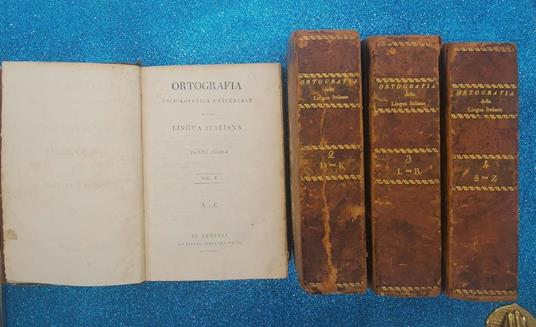 ORTOGRAFIA
ENCICLOPEDICA UNIVERSALE
DELLA
LINGUA ITALIANA
PARTE PRIMA
VOL. I.
A — C
IN VENEZIA
ORTOGRAFIA
della
Lingua Italiana
2
D–K
ORTOGRAFIA
della
Lingua Italiana
3
L–R
ORTOGRAFIA
della
Lingua Italiana
4
S–Z